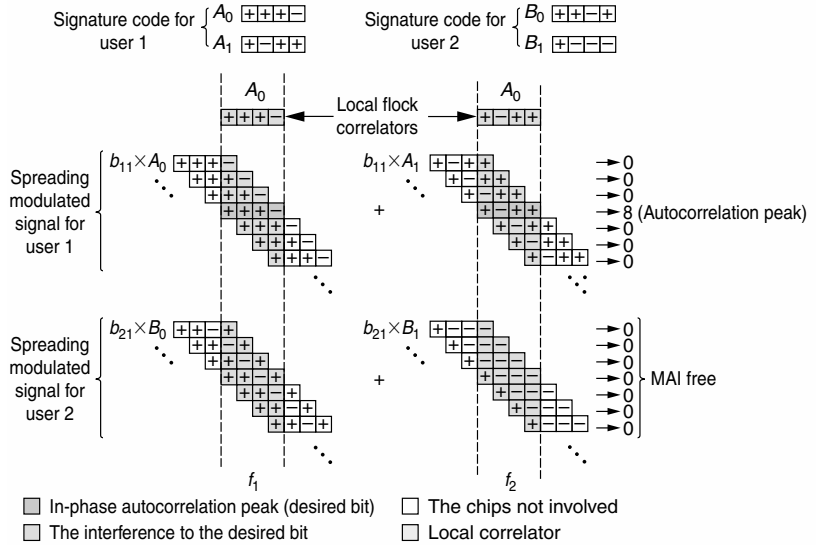 Signature code for user 1 { A0 + + + −
A1 + − + +
Signature code for user 2 { B0 + + − +
B1 + − − −
A0
+ + + −
Local flock correlators
A0
+ − + +
Spreading modulated signal for user 1
b11×A0 + + + −
+ + + −
+ + + −
+ + + −
+ + + −
+ + + −
+ + + −
+
b11×A1 + − + + → 0
+ − + + → 0
+ − + + → 0
+ − + + → 8 (Autocorrelation peak)
+ − + + → 0
+ − + + → 0
+ − + + → 0
Spreading modulated signal for user 2
b21×B0 + + − +
+ + − +
+ + − +
+ + − +
+ + − +
+ + − +
+ + − +
+
b21×B1 + − − − → 0
+ − − − → 0
+ − − − → 0
+ − − − → 0
+ − − − → 0
+ − − − → 0
+ − − − → 0
MAI free
f1
f2
In-phase autocorrelation peak (desired bit)
The chips not involved
The interference to the desired bit
Local correlator